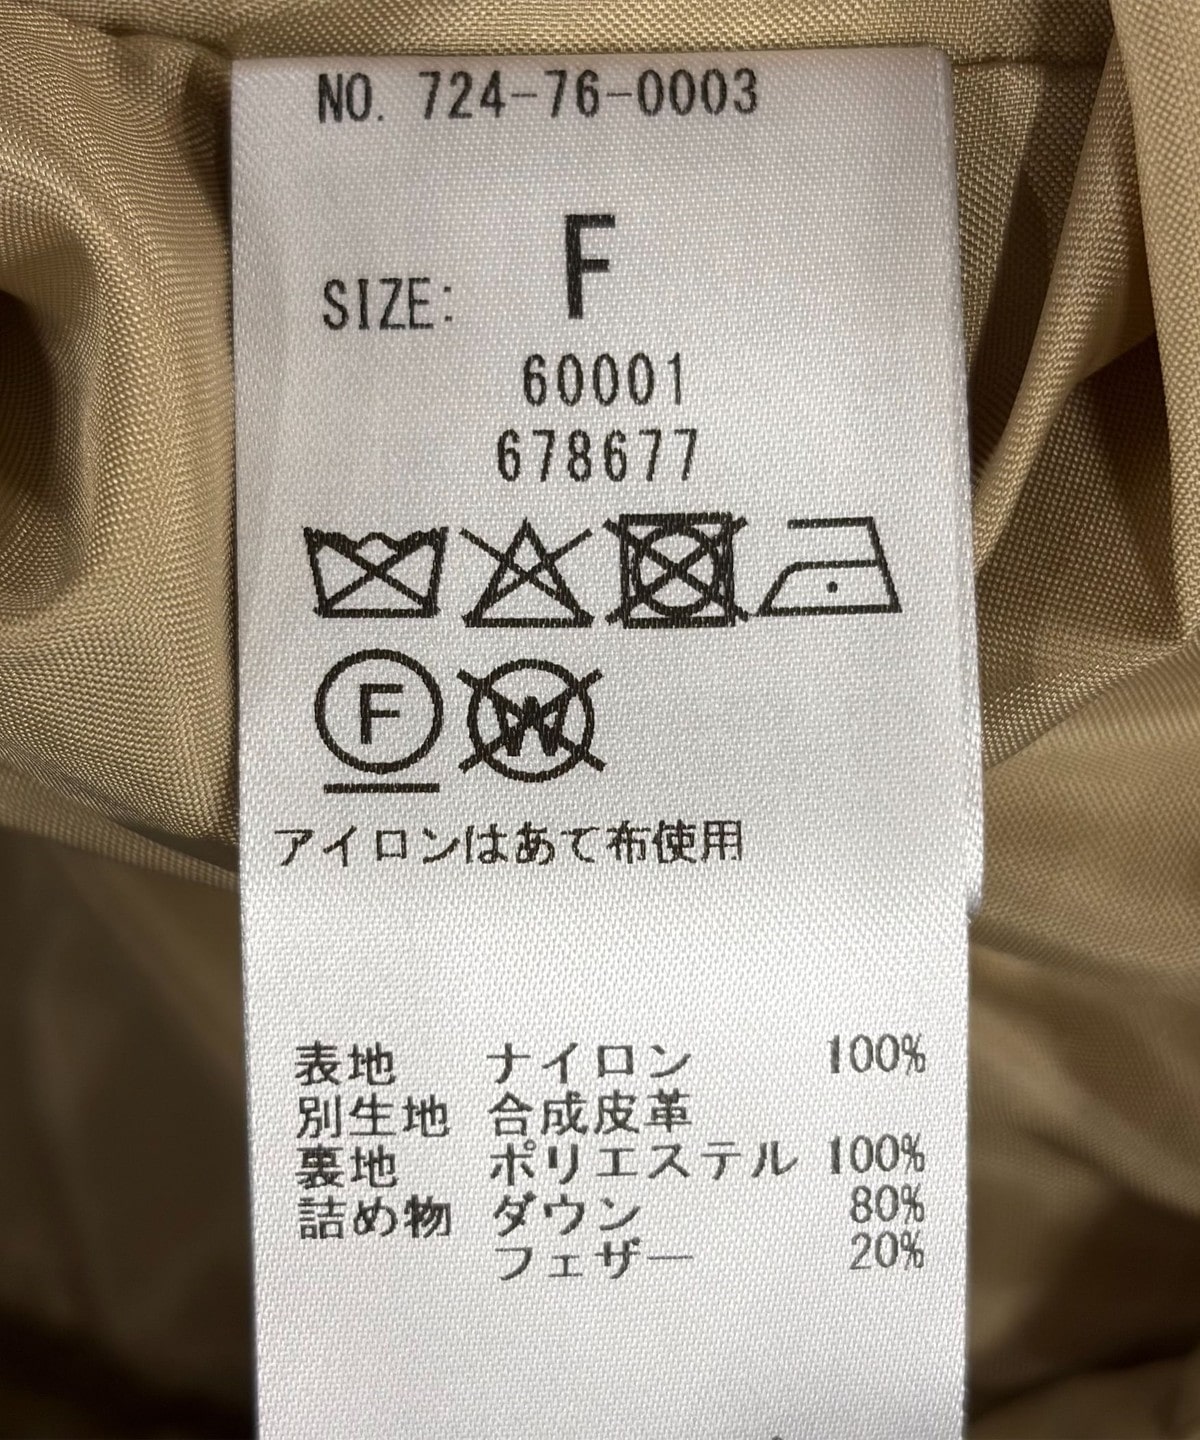 NO. 724-76-0003
SIZE: F
60001
678677
F W
アイロンはあて布使用
表地 ナイロン 100%
別生地 合成皮革
裏地 ポリエステル 100%
詰め物 ダウン 80%
フェザー 20%